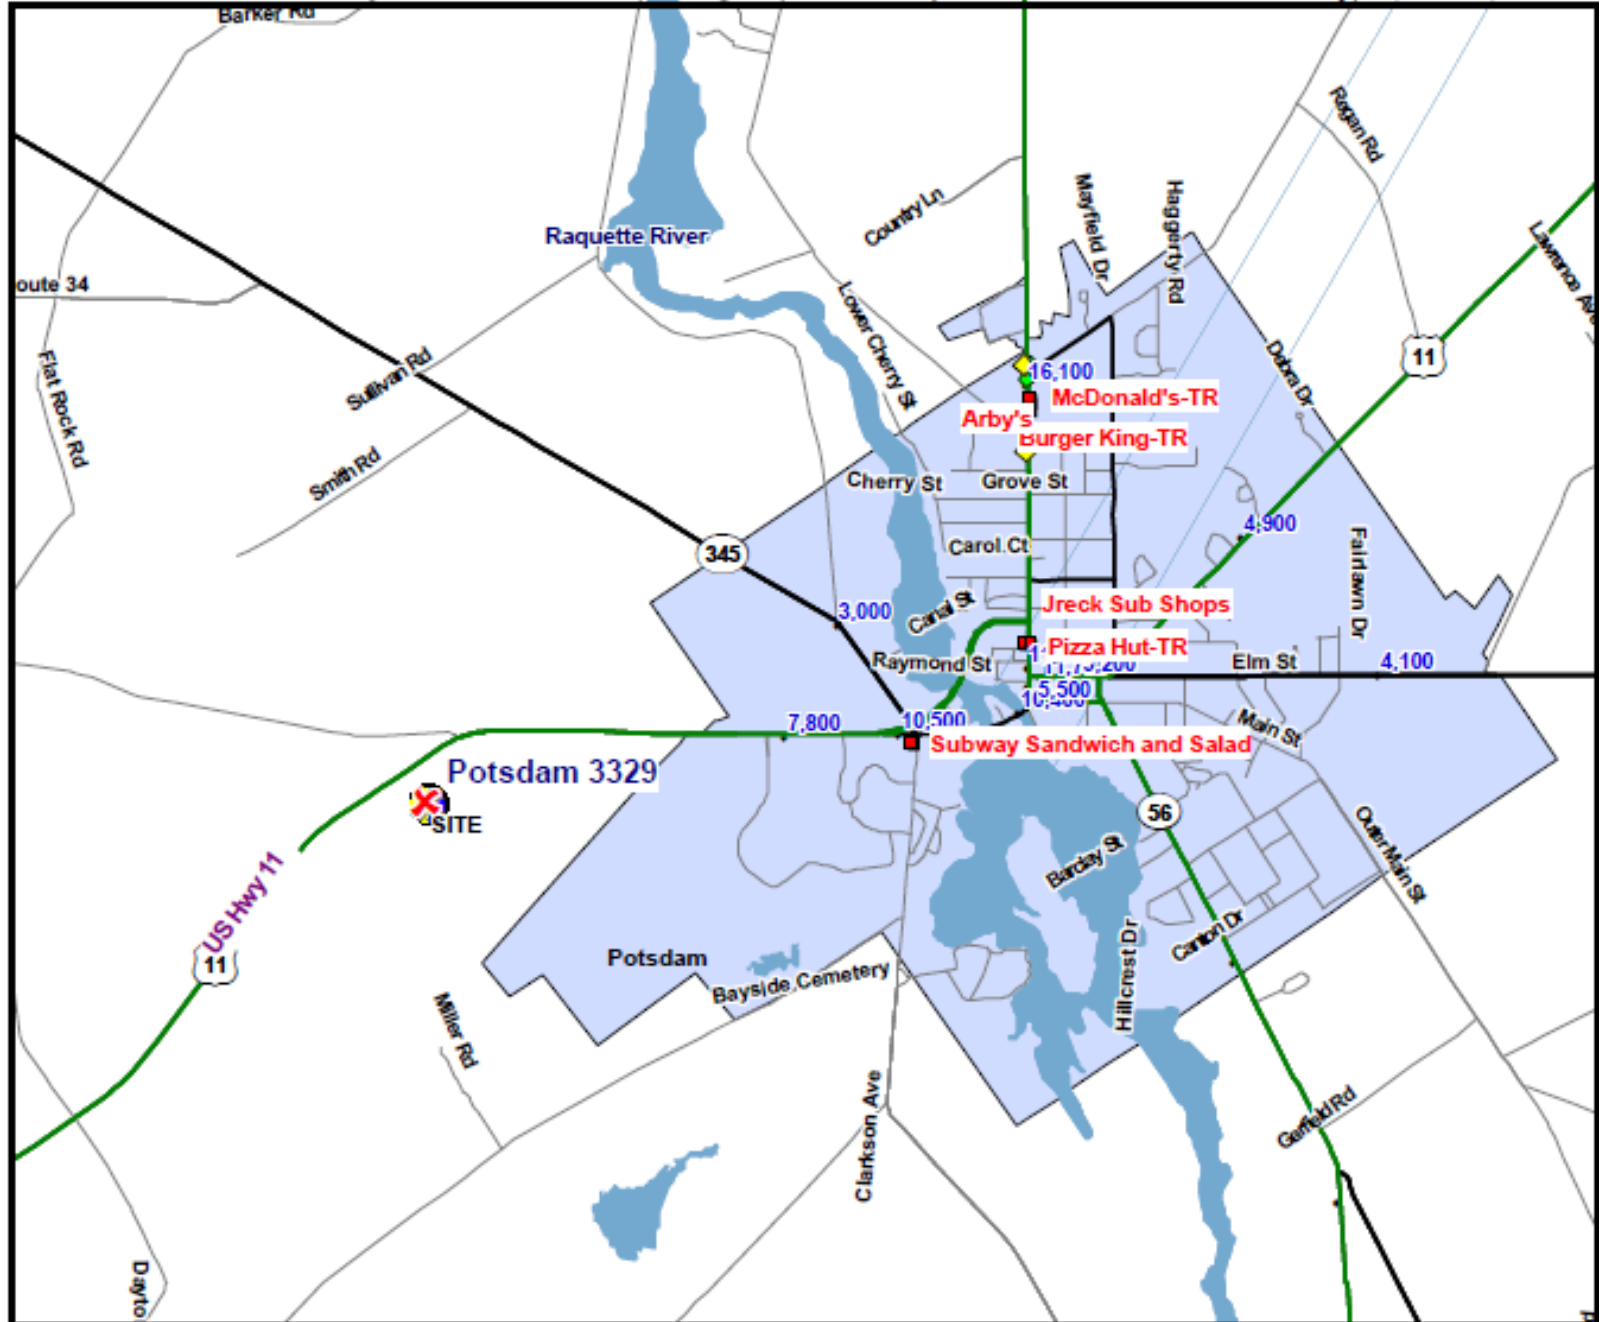 Barker Rd
Regan Rd
Mayfield Dr
Haggerty Rd
Country Ln
Lawrence Av
Raquette River
oute 34
Lower Cherry St
Flat Rock Rd
Sullivan Rd
Debra Dr
11
16,100
McDonald's-TR
Arby's
Burger King-TR
Smith Rd
Cherry St
Grove St
4,900
Fairlawn Dr
Carol Ct
345
3,000
Canal St
Jreck Sub Shops
Pizza Hut-TR
Raymond St
Elm St
4,100
5,500
7,800
10,500
Main St
Subway Sandwich and Salad
Potsdam 3329
SITE
56
Outer Main St
Barclay St
US Hwy 11
11
Potsdam
Bayside Cemetery
Canton Dr
Hillcrest Dr
Miller Rd
Clarkson Ave
Garfield Rd
Dayto